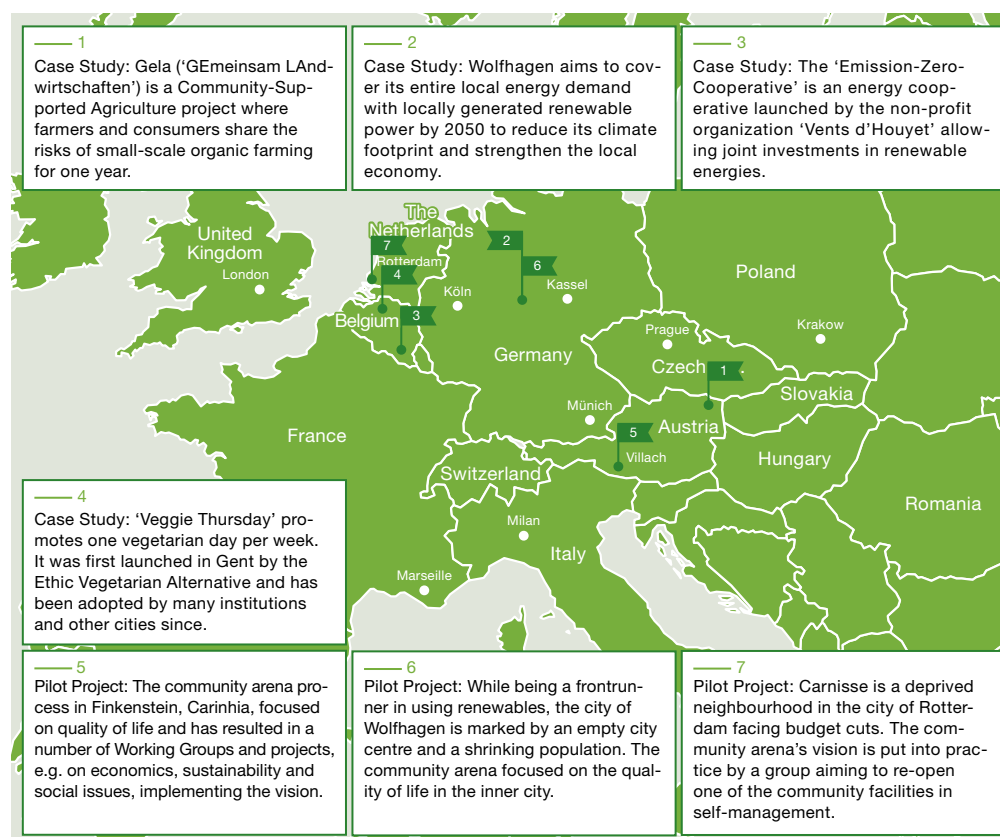 1
Case Study: Gela (‘GEmeinsam LAnd-
wirtschaften’) is a Community-Sup-
ported Agriculture project where
farmers and consumers share the
risks of small-scale organic farming
for one year.
2
Case Study: Wolfhagen aims to cov-
er its entire local energy demand
with locally generated renewable
power by 2050 to reduce its climate
footprint and strengthen the local
economy.
3
Case Study: The ‘Emission-Zero-
Cooperative’ is an energy coop-
erative launched by the non-profit
organization ‘Vents d’Houyet’ allow-
ing joint investments in renewable
energies.
The
Netherlands
United
Kingdom
London
7
Rotterdam
4
2
6
Köln
Kassel
Poland
Belgium
3
Germany
Prague
Krakow
Czech
1
Slovakia
Münich
Austria
France
5
Villach
Hungary
Switzerland
Romania
Milan
Italy
Marseille
4
Case Study: ‘Veggie Thursday’ pro-
motes one vegetarian day per week.
It was first launched in Gent by the
Ethic Vegetarian Alternative and has
been adopted by many institutions
and other cities since.
5
Pilot Project: The community arena pro-
cess in Finkenstein, Carinhia, focused
on quality of life and has resulted in a
number of Working Groups and projects,
e.g. on economics, sustainability and
social issues, implementing the vision.
6
Pilot Project: While being a frontrun-
ner in using renewables, the city of
Wolfhagen is marked by an empty city
centre and a shrinking population. The
community arena focused on the qual-
ity of life in the inner city.
7
Pilot Project: Carnisse is a deprived
neighbourhood in the city of Rotter-
dam facing budget cuts. The com-
munity arena’s vision is put into prac-
tice by a group aiming to re-open
one of the community facilities in
self-management.